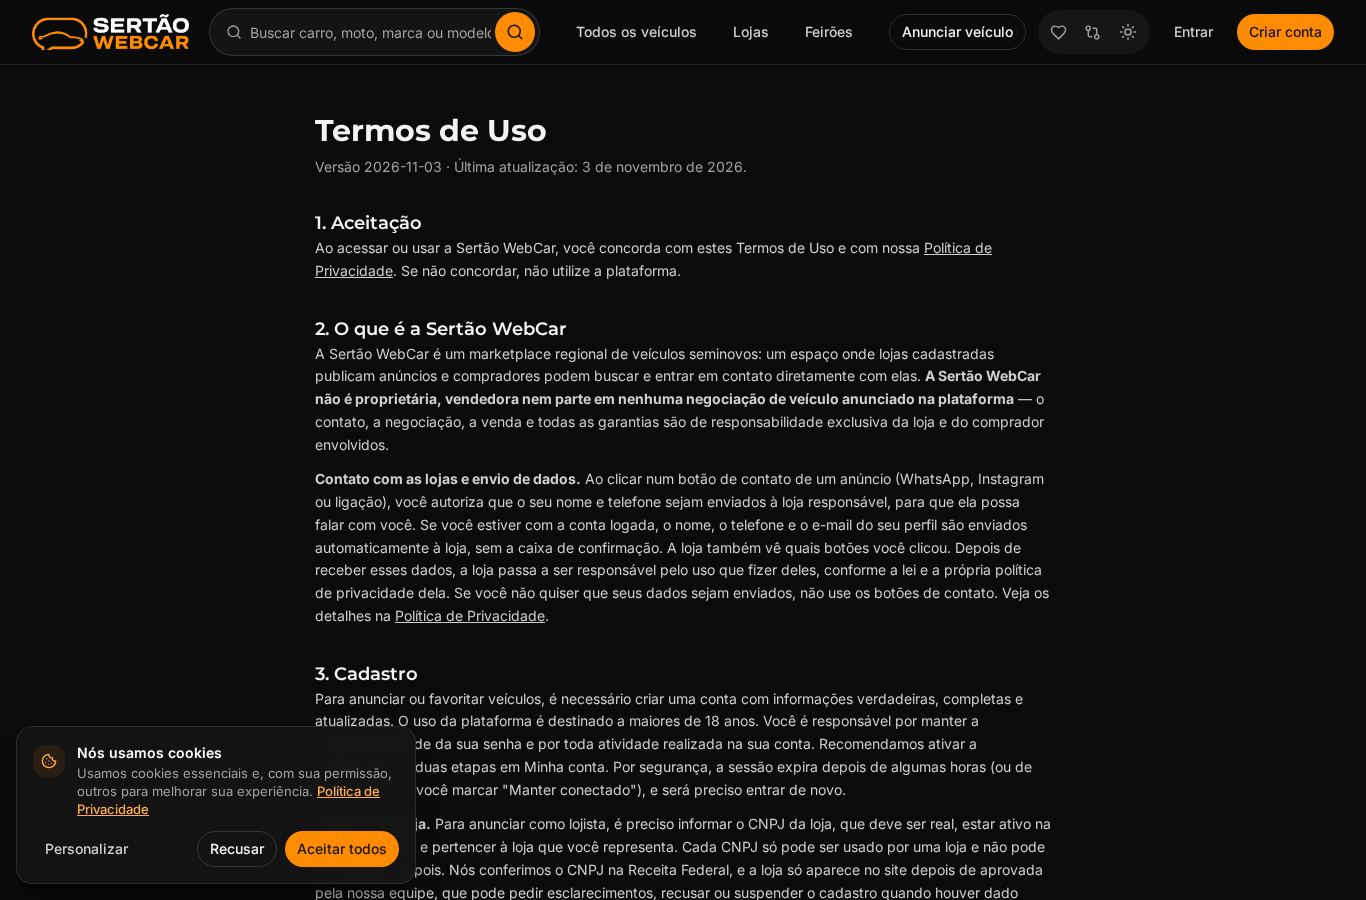 SERTÃO
WEBCAR
Buscar carro, moto, marca ou modelo
Todos os veículos
Lojas
Feirões
Anunciar veículo
Entrar
Criar conta
Termos de Uso
Versão 2026-11-03 · Última atualização: 3 de novembro de 2026.
1. Aceitação
Ao acessar ou usar a Sertão WebCar, você concorda com estes Termos de Uso e com nossa Política de
Privacidade. Se não concordar, não utilize a plataforma.
2. O que é a Sertão WebCar
A Sertão WebCar é um marketplace regional de veículos seminovos: um espaço onde lojas cadastradas
publicam anúncios e compradores podem buscar e entrar em contato diretamente com elas. A Sertão WebCar
não é proprietária, vendedora nem parte em nenhuma negociação de veículo anunciado na plataforma — o
contato, a negociação, a venda e todas as garantias são de responsabilidade exclusiva da loja e do comprador
envolvidos.
Contato com as lojas e envio de dados. Ao clicar num botão de contato de um anúncio (WhatsApp, Instagram
ou ligação), você autoriza que o seu nome e telefone sejam enviados à loja responsável, para que ela possa
falar com você. Se você estiver com a conta logada, o nome, o telefone e o e-mail do seu perfil são enviados
automaticamente à loja, sem a caixa de confirmação. A loja também vê quais botões você clicou. Depois de
receber esses dados, a loja passa a ser responsável pelo uso que fizer deles, conforme a lei e a própria política
de privacidade dela. Se você não quiser que seus dados sejam enviados, não use os botões de contato. Veja os
detalhes na Política de Privacidade.
3. Cadastro
Para anunciar ou favoritar veículos, é necessário criar uma conta com informações verdadeiras, completas e
atualizadas. O uso da plataforma é destinado a maiores de 18 anos. Você é responsável por manter a
de da sua senha e por toda atividade realizada na sua conta. Recomendamos ativar a
duas etapas em Minha conta. Por segurança, a sessão expira depois de algumas horas (ou de
você marcar "Manter conectado"), e será preciso entrar de novo.
a. Para anunciar como lojista, é preciso informar o CNPJ da loja, que deve ser real, estar ativo na
e pertencer à loja que você representa. Cada CNPJ só pode ser usado por uma loja e não pode
pois. Nós conferimos o CNPJ na Receita Federal, e a loja só aparece no site depois de aprovada
pela nossa equipe, que pode pedir esclarecimentos, recusar ou suspender o cadastro quando houver dado
Nós usamos cookies
Usamos cookies essenciais e, com sua permissão,
outros para melhorar sua experiência. Política de
Privacidade
Personalizar
Recusar
Aceitar todos